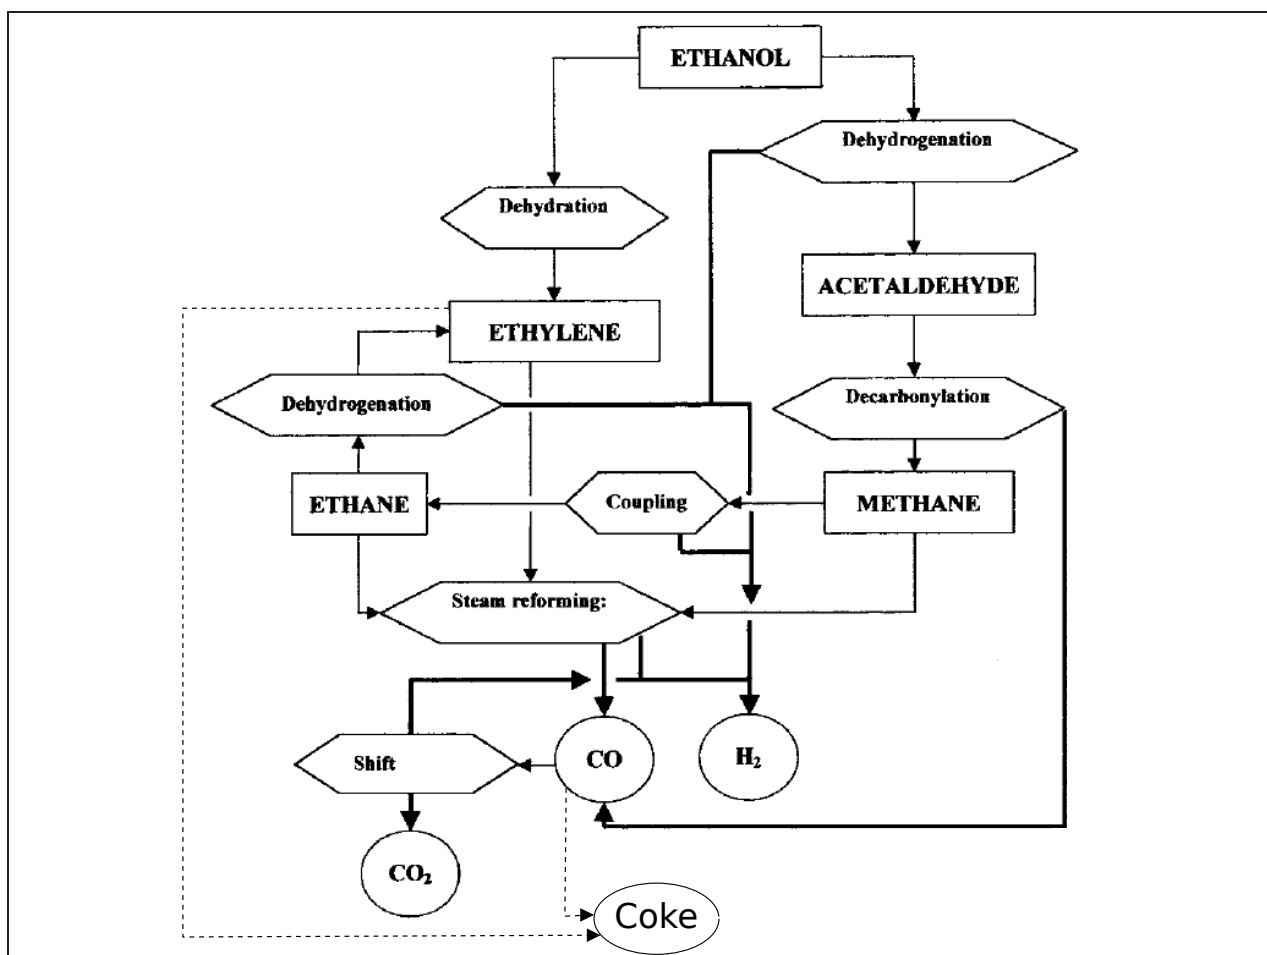 ETHANOL
Dehydrogenation
Dehydration
ACETALDEHYDE
ETHYLENE
Dehydrogenation
Decarbonylation
ETHANE
Coupling
METHANE
Steam reforming:
Shift
CO
H₂
CO₂
Coke